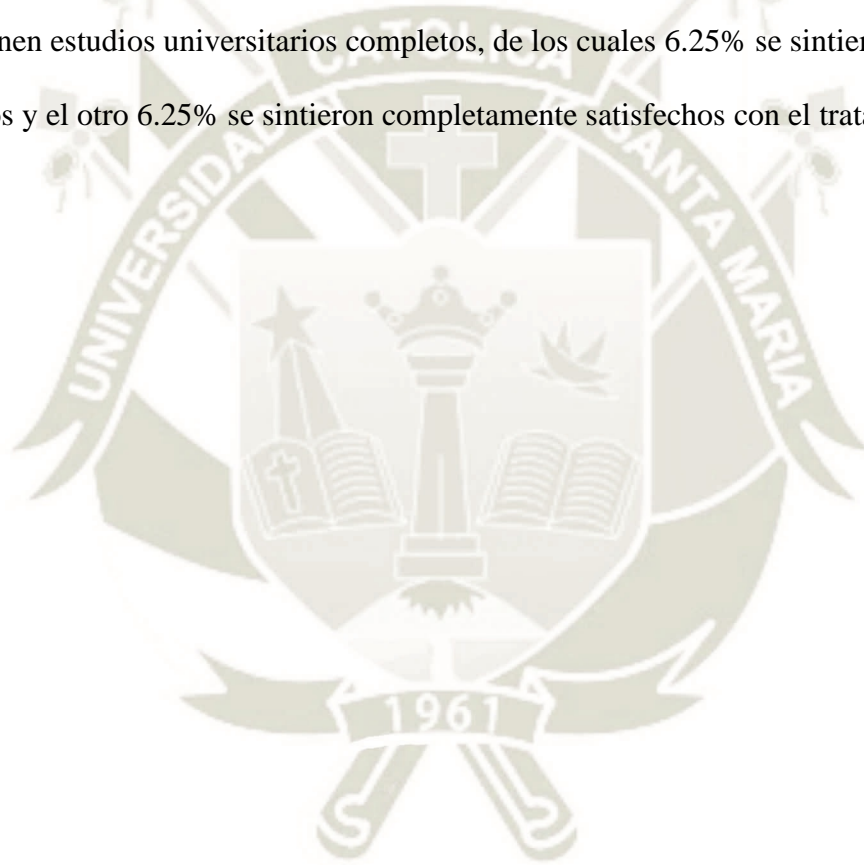 nen estudios universitarios completos, de los cuales 6.25% se sintier
os y el otro 6.25% se sintieron completamente satisfechos con el trata
UNIVERSIDAD CATOLICA SANTA MARIA
1961